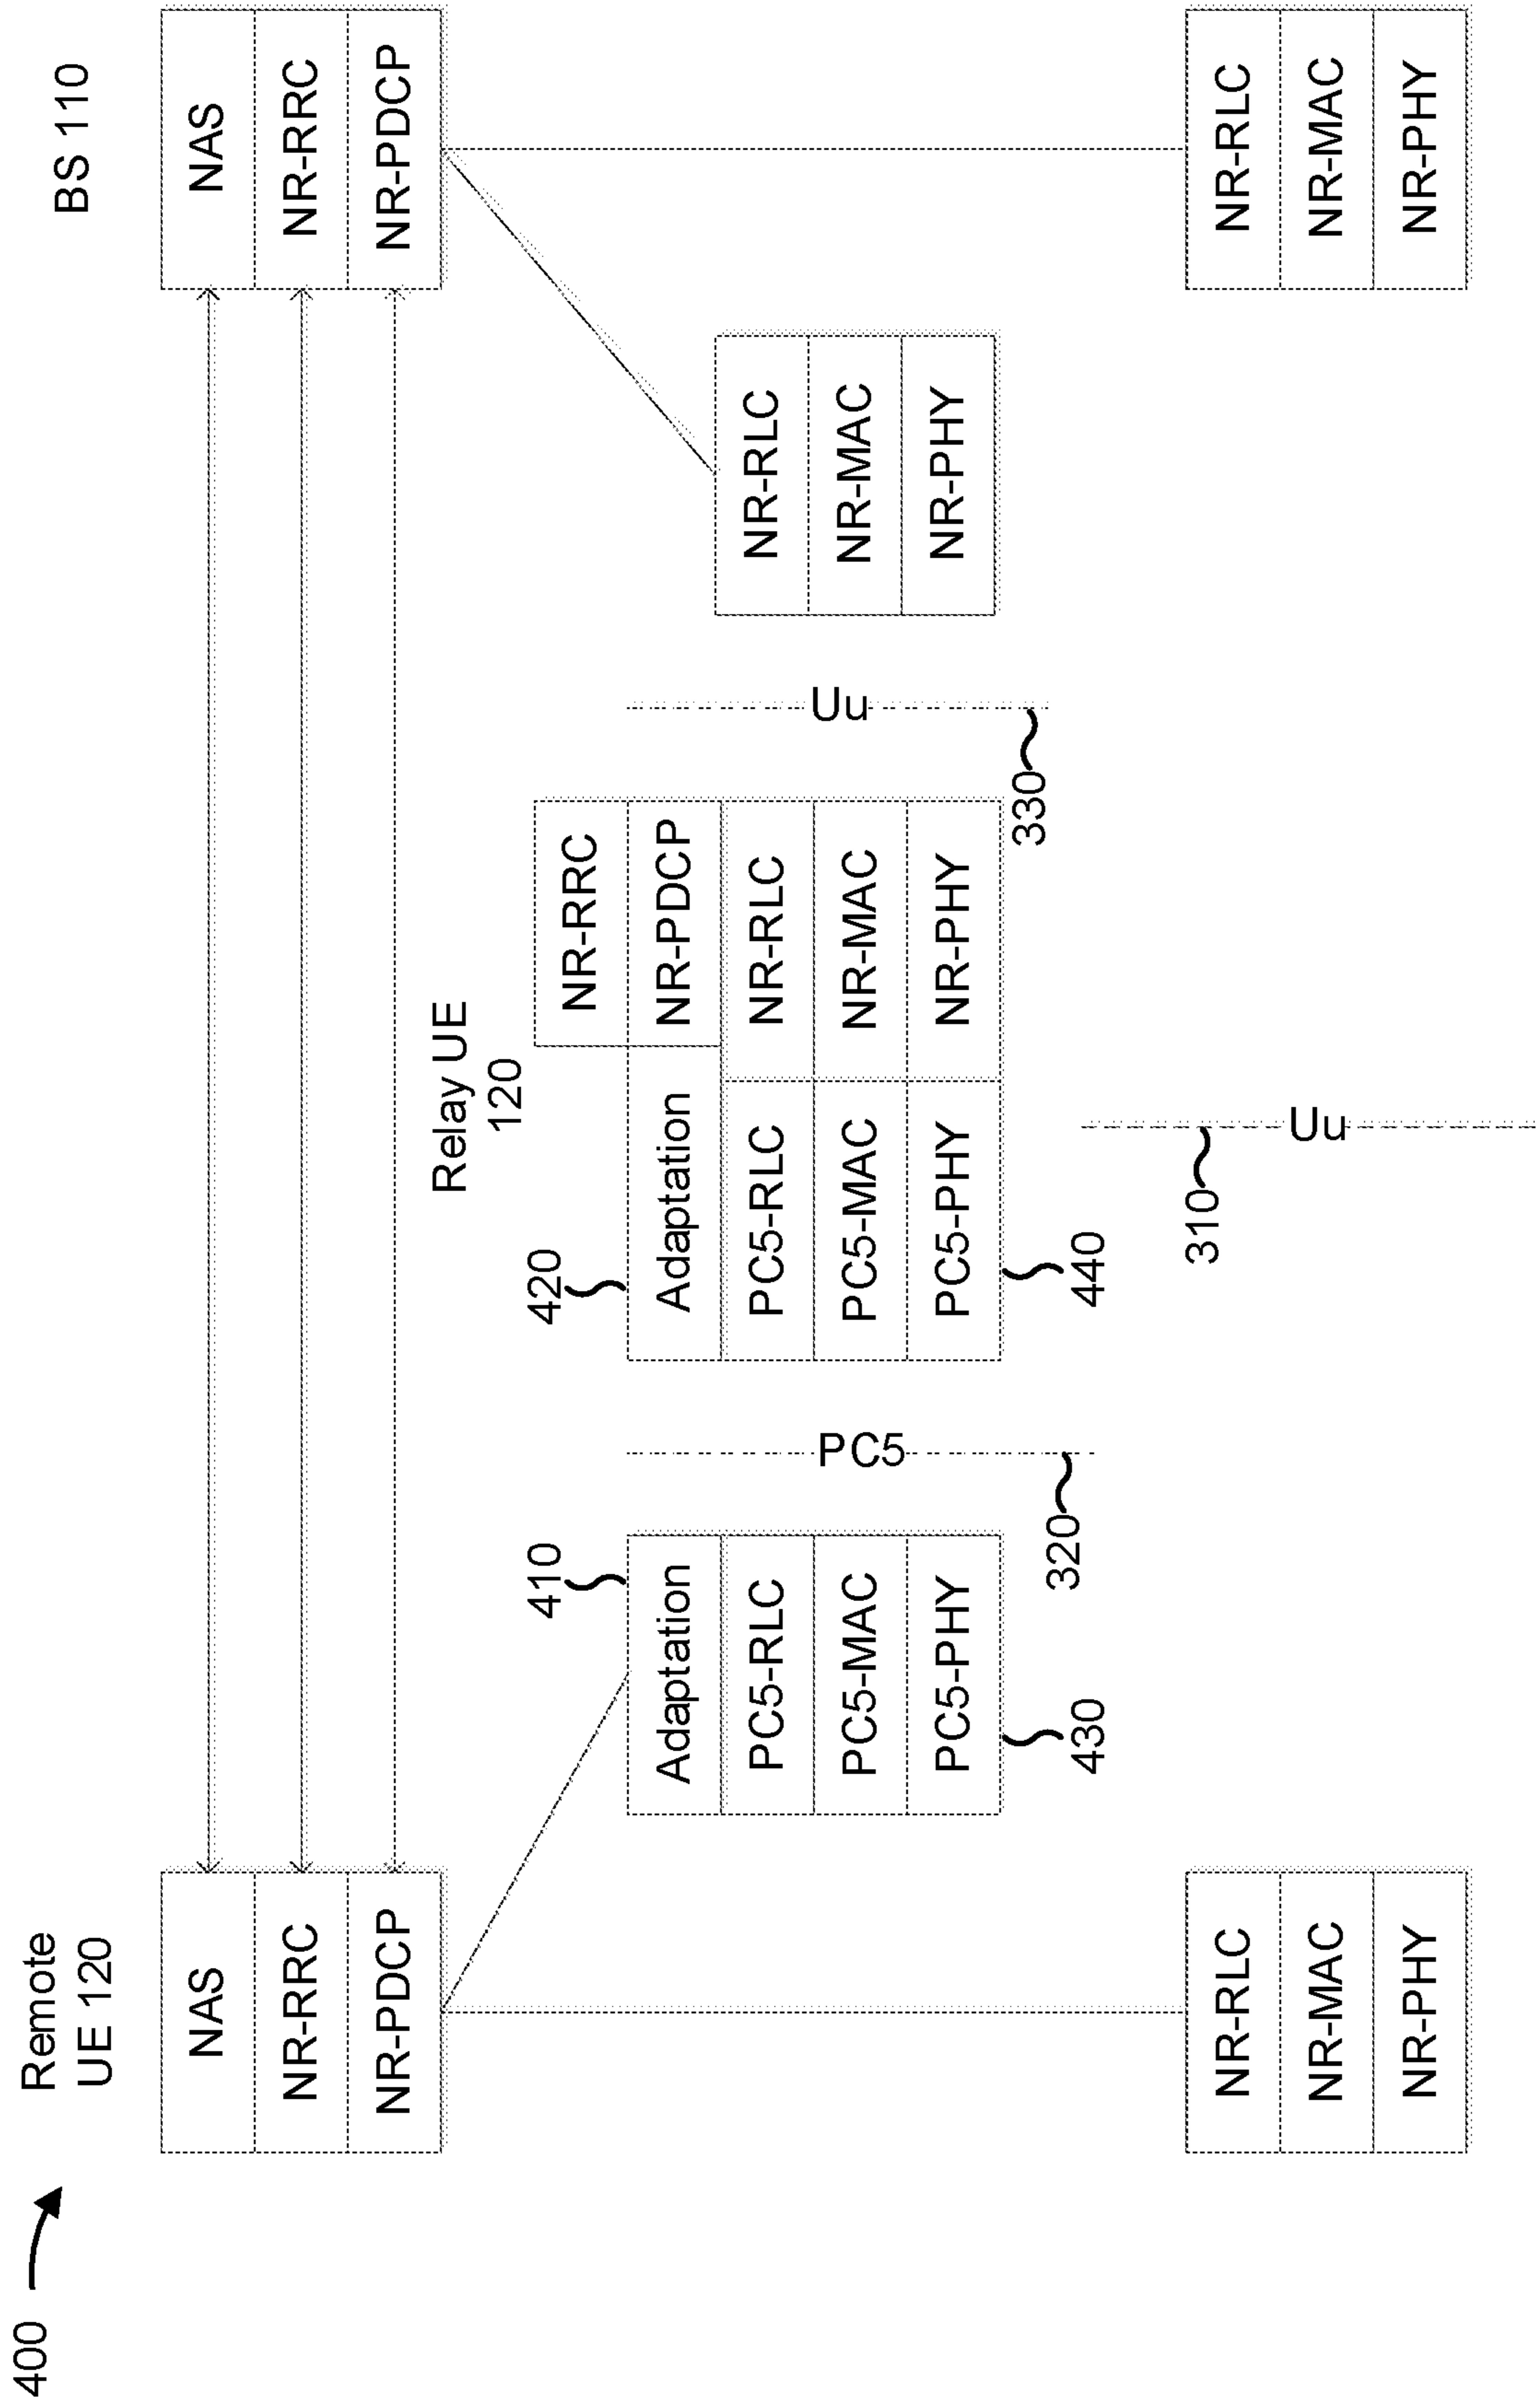 400
Remote
UE 120
NAS
NR-RRC
NR-PDCP
BS 110
NAS
NR-RRC
NR-PDCP
Relay UE
120
410
Adaptation
PC5-RLC
PC5-MAC
PC5-PHY
430
PC5
320
420
Adaptation
PC5-RLC
PC5-MAC
PC5-PHY
440
NR-RRC
NR-PDCP
NR-RLC
NR-MAC
NR-PHY
Uu
330
NR-RLC
NR-MAC
NR-PHY
NR-RLC
NR-MAC
NR-PHY
310
Uu
NR-RLC
NR-MAC
NR-PHY